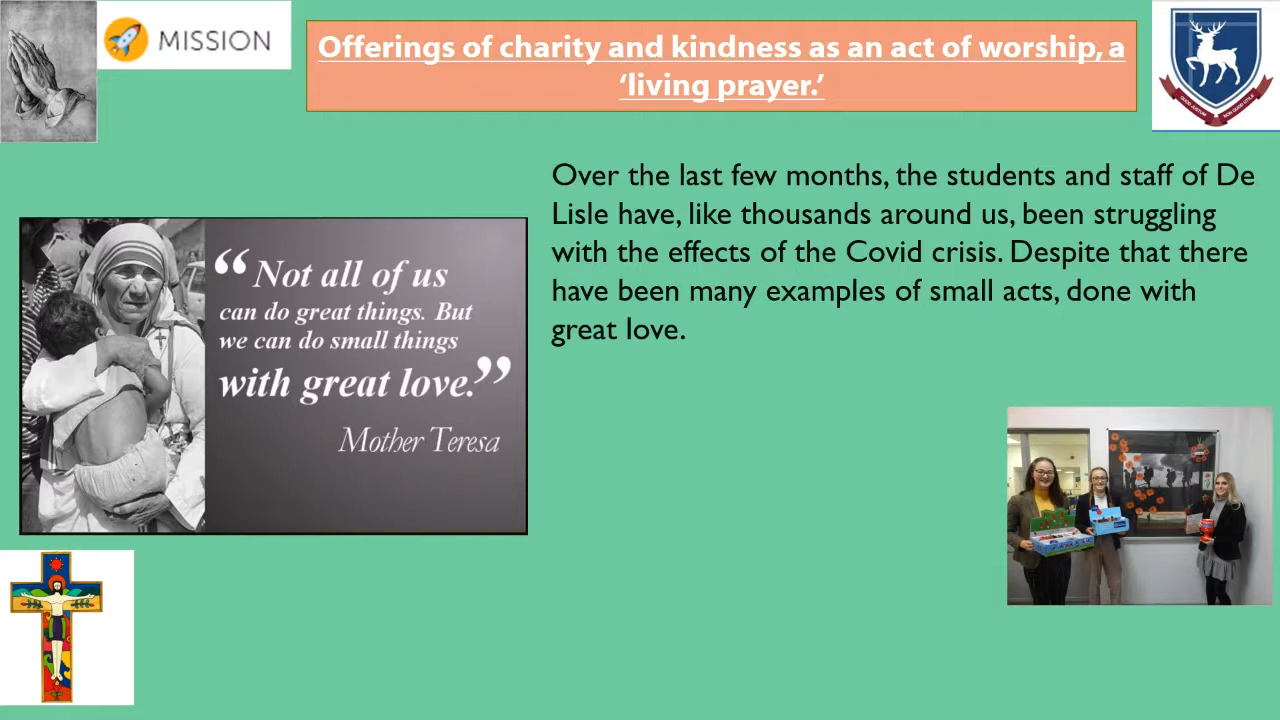 MISSION
Offerings of charity and kindness as an act of worship, a
‘living prayer.’
Over the last few months, the students and staff of De
Lisle have, like thousands around us, been struggling
with the effects of the Covid crisis. Despite that there
have been many examples of small acts, done with
great love.
“Not all of us
can do great things. But
we can do small things
with great love.”
Mother Teresa